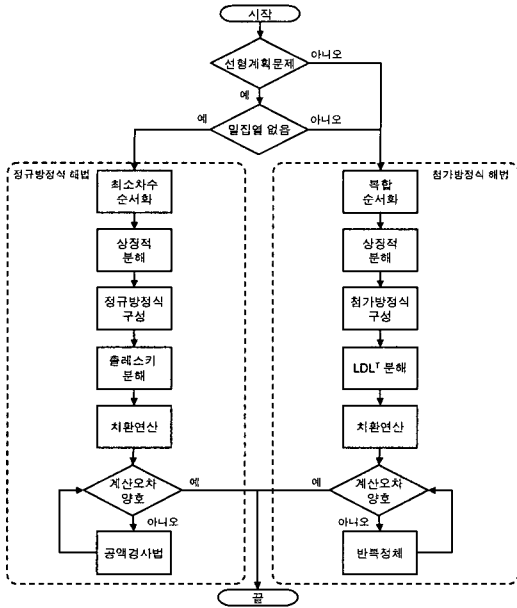 시작
선형계획문제
아니오
예
밀집열 없음
예
아니오
정규방정식 해법
최소차수
순서화
상징적
분해
정규방정식
구성
촐레스키
분해
치환연산
계산오차
양호
예
아니오
공액경사법
첨가방정식 해법
복합
순서화
상징적
분해
첨가방정식
구성
LDLᵀ 분해
치환연산
계산오차
양호
예
아니오
반복정제
끝